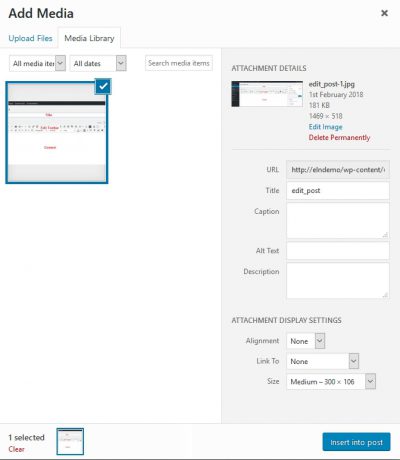 Add Media
Upload Files Media Library
All media iten All dates Search media items
Title
Edit Toolbar
Content
ATTACHMENT DETAILS
edit_post-1.jpg
1st February 2018
181 KB
1469 × 518
Edit Image
Delete Permanently
URL http://elndemo/wp-content/
Title edit_post
Caption
Alt Text
Description
ATTACHMENT DISPLAY SETTINGS
Alignment None
Link To None
Size Medium – 300 × 106
1 selected
Clear
Insert into post